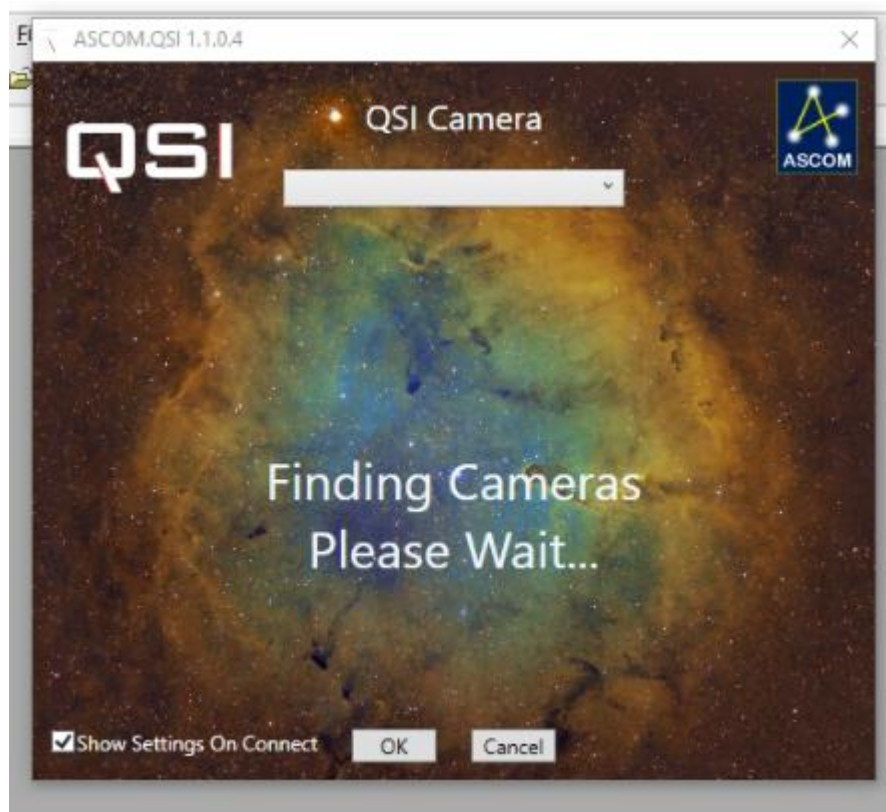 ASCOM.QSI 1.1.0.4
QSI
QSI Camera
ASCOM
Finding Cameras
Please Wait...
Show Settings On Connect
OK
Cancel